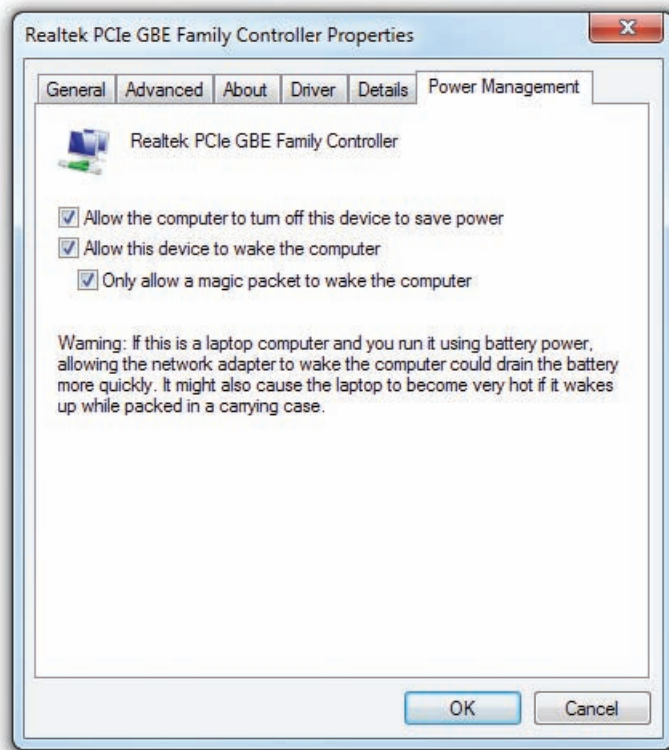 Realtek PCIe GBE Family Controller Properties
X
General Advanced About Driver Details Power Management
Realtek PCIe GBE Family Controller
Allow the computer to turn off this device to save power
Allow this device to wake the computer
Only allow a magic packet to wake the computer
Warning: If this is a laptop computer and you run it using battery power,
allowing the network adapter to wake the computer could drain the battery
more quickly. It might also cause the laptop to become very hot if it wakes
up while packed in a carrying case.
OK Cancel